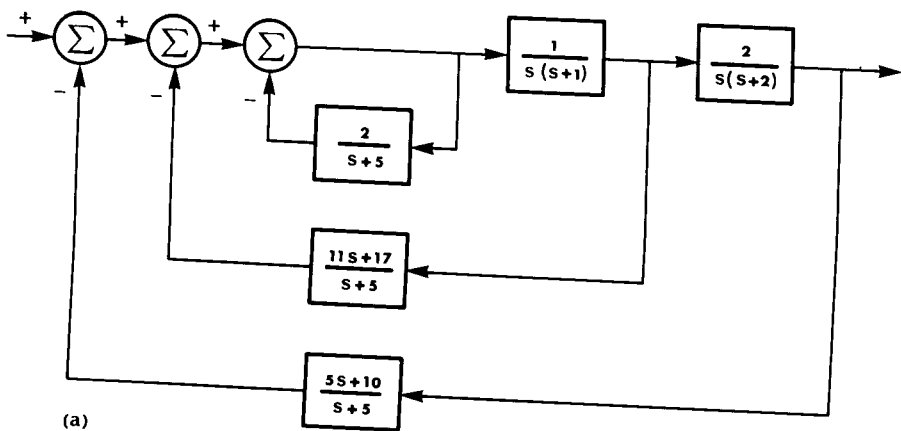 + Σ + Σ + Σ
− − −
1
S(S+1)
2
S(S+2)
2
S+5
11S+17
S+5
5S+10
S+5
(a)